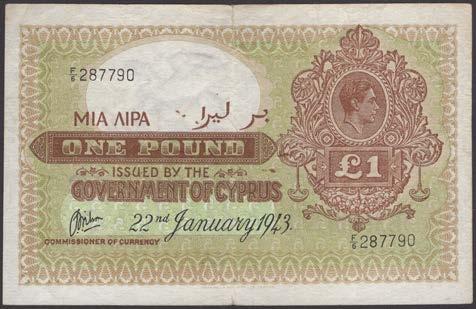 F/6 287790
ΜΙΑ ΛΙΡΑ بر ليرا
ONE POUND
£1
ISSUED BY THE
GOVERNMENT OF CYPRUS
22nd January 1943.
COMMISSIONER OF CURRENCY
F/6 287790